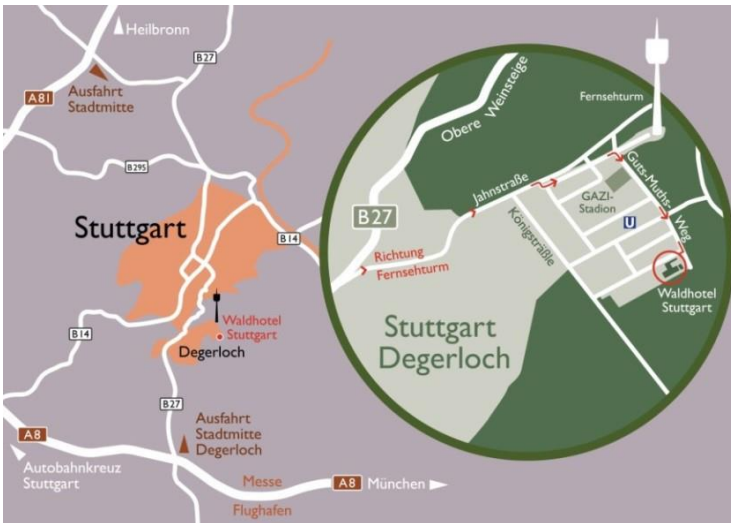 Heilbronn
B27
A81
Ausfahrt
Stadtmitte
B295
Stuttgart
B14
Waldhotel
Stuttgart
Degerloch
B14
B27
A8
Ausfahrt
Stadtmitte
Degerloch
Autobahnkreuz
Stuttgart
Messe
Flughafen
A8
München
Obere Weinsteige
Fernsehturm
B27
Jahnstraße
GAZI-
Stadion
Guts-Muths-
Weg
U
Königsträßle
Richtung
Fernsehturm
Waldhotel
Stuttgart
Stuttgart
Degerloch